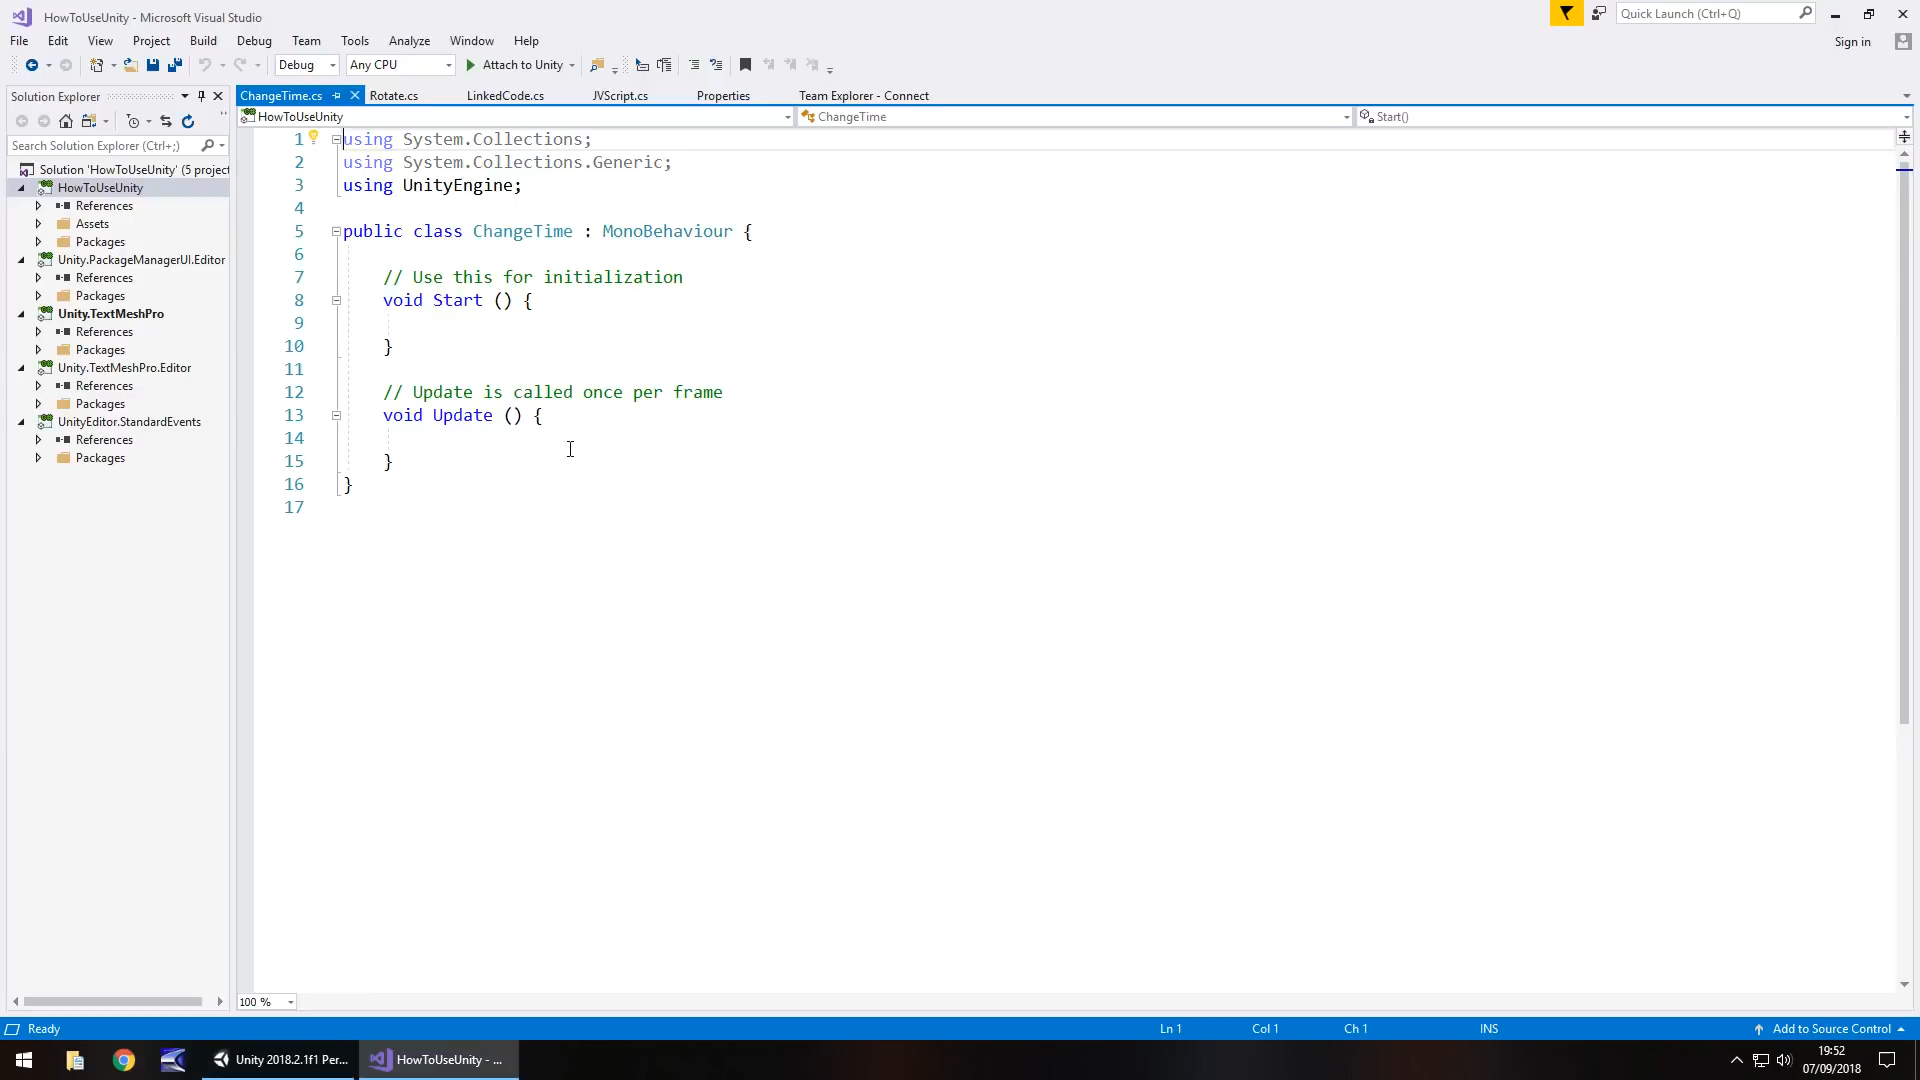 HowToUseUnity - Microsoft Visual Studio
Quick Launch (Ctrl+Q)
File Edit View Project Build Debug Team Tools Analyze Window Help
Sign in
Debug Any CPU Attach to Unity
Solution Explorer
ChangeTime.cs Rotate.cs LinkedCode.cs JVScript.cs Properties Team Explorer - Connect
HowToUseUnity ChangeTime Start()
Search Solution Explorer (Ctrl+;)
Solution 'HowToUseUnity' (5 project
HowToUseUnity
References
Assets
Packages
Unity.PackageManagerUI.Editor
References
Packages
Unity.TextMeshPro
References
Packages
Unity.TextMeshPro.Editor
References
Packages
UnityEditor.StandardEvents
References
Packages
1 using System.Collections;
2 using System.Collections.Generic;
3 using UnityEngine;
4
5 public class ChangeTime : MonoBehaviour {
6
7 // Use this for initialization
8 void Start () {
9
10 }
11
12 // Update is called once per frame
13 void Update () {
14
15 }
16 }
17
100 %
Ready Ln 1 Col 1 Ch 1 INS Add to Source Control
Unity 2018.2.1f1 Per... HowToUseUnity - ...
19:52
07/09/2018